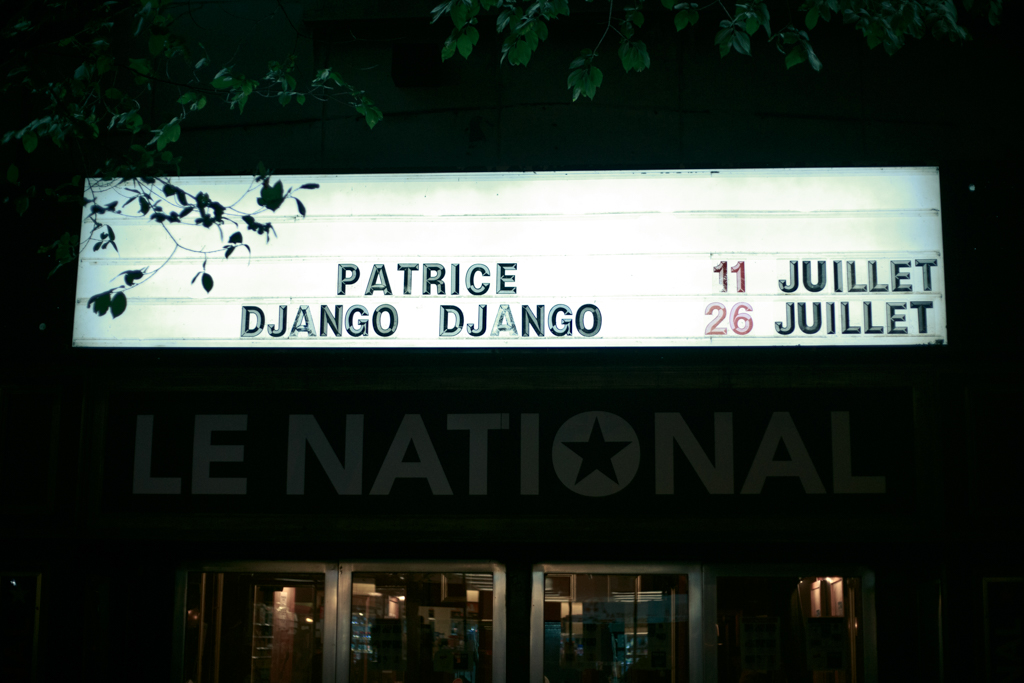 PATRICE 11 JUILLET
DJANGO DJANGO 26 JUILLET
LE NATIONAL